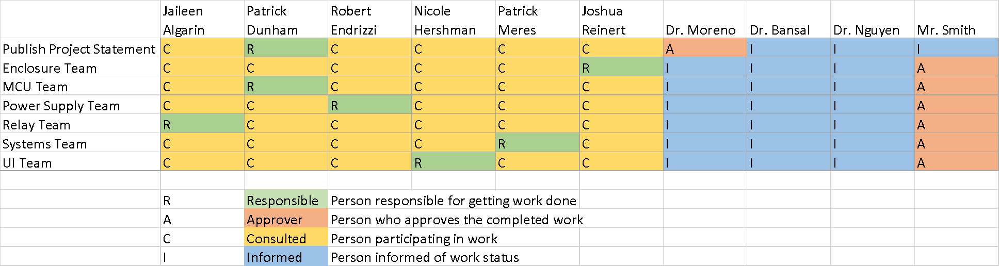 Jaileen Algarin Patrick Dunham Robert Endrizzi Nicole Hershman Patrick Meres Joshua Reinert Dr. Moreno Dr. Bansal Dr. Nguyen Mr. Smith
Publish Project Statement C R C C C C A I I I
Enclosure Team C C C C C R I I I A
MCU Team C R C C C C I I I A
Power Supply Team C C R C C C I I I A
Relay Team R C C C C C I I I A
Systems Team C C C C R C I I I A
UI Team C C C R C C I I I A
R Responsible Person responsible for getting work done
A Approver Person who approves the completed work
C Consulted Person participating in work
I Informed Person informed of work status